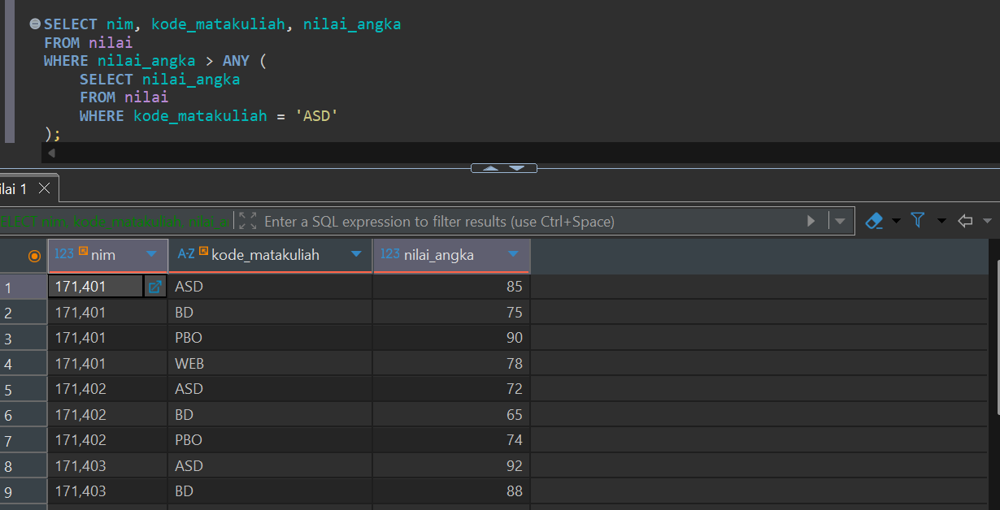 SELECT nim, kode_matakuliah, nilai_angka
FROM nilai
WHERE nilai_angka > ANY (
SELECT nilai_angka
FROM nilai
WHERE kode_matakuliah = 'ASD'
);
ilai 1
ELECT nim, kode_matakuliah, nilai_a Enter a SQL expression to filter results (use Ctrl+Space)
123 nim A-Z kode_matakuliah 123 nilai_angka
1 171,401 ASD 85
2 171,401 BD 75
3 171,401 PBO 90
4 171,401 WEB 78
5 171,402 ASD 72
6 171,402 BD 65
7 171,402 PBO 74
8 171,403 ASD 92
9 171,403 BD 88